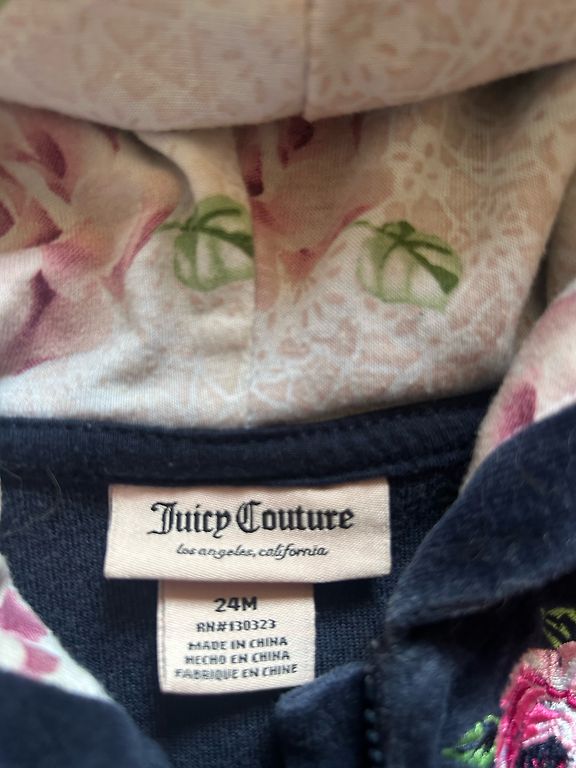 Juicy Couture
los angeles, california
24M
RN#130323
MADE IN CHINA
HECHO EN CHINA
FABRIQUE EN CHINE